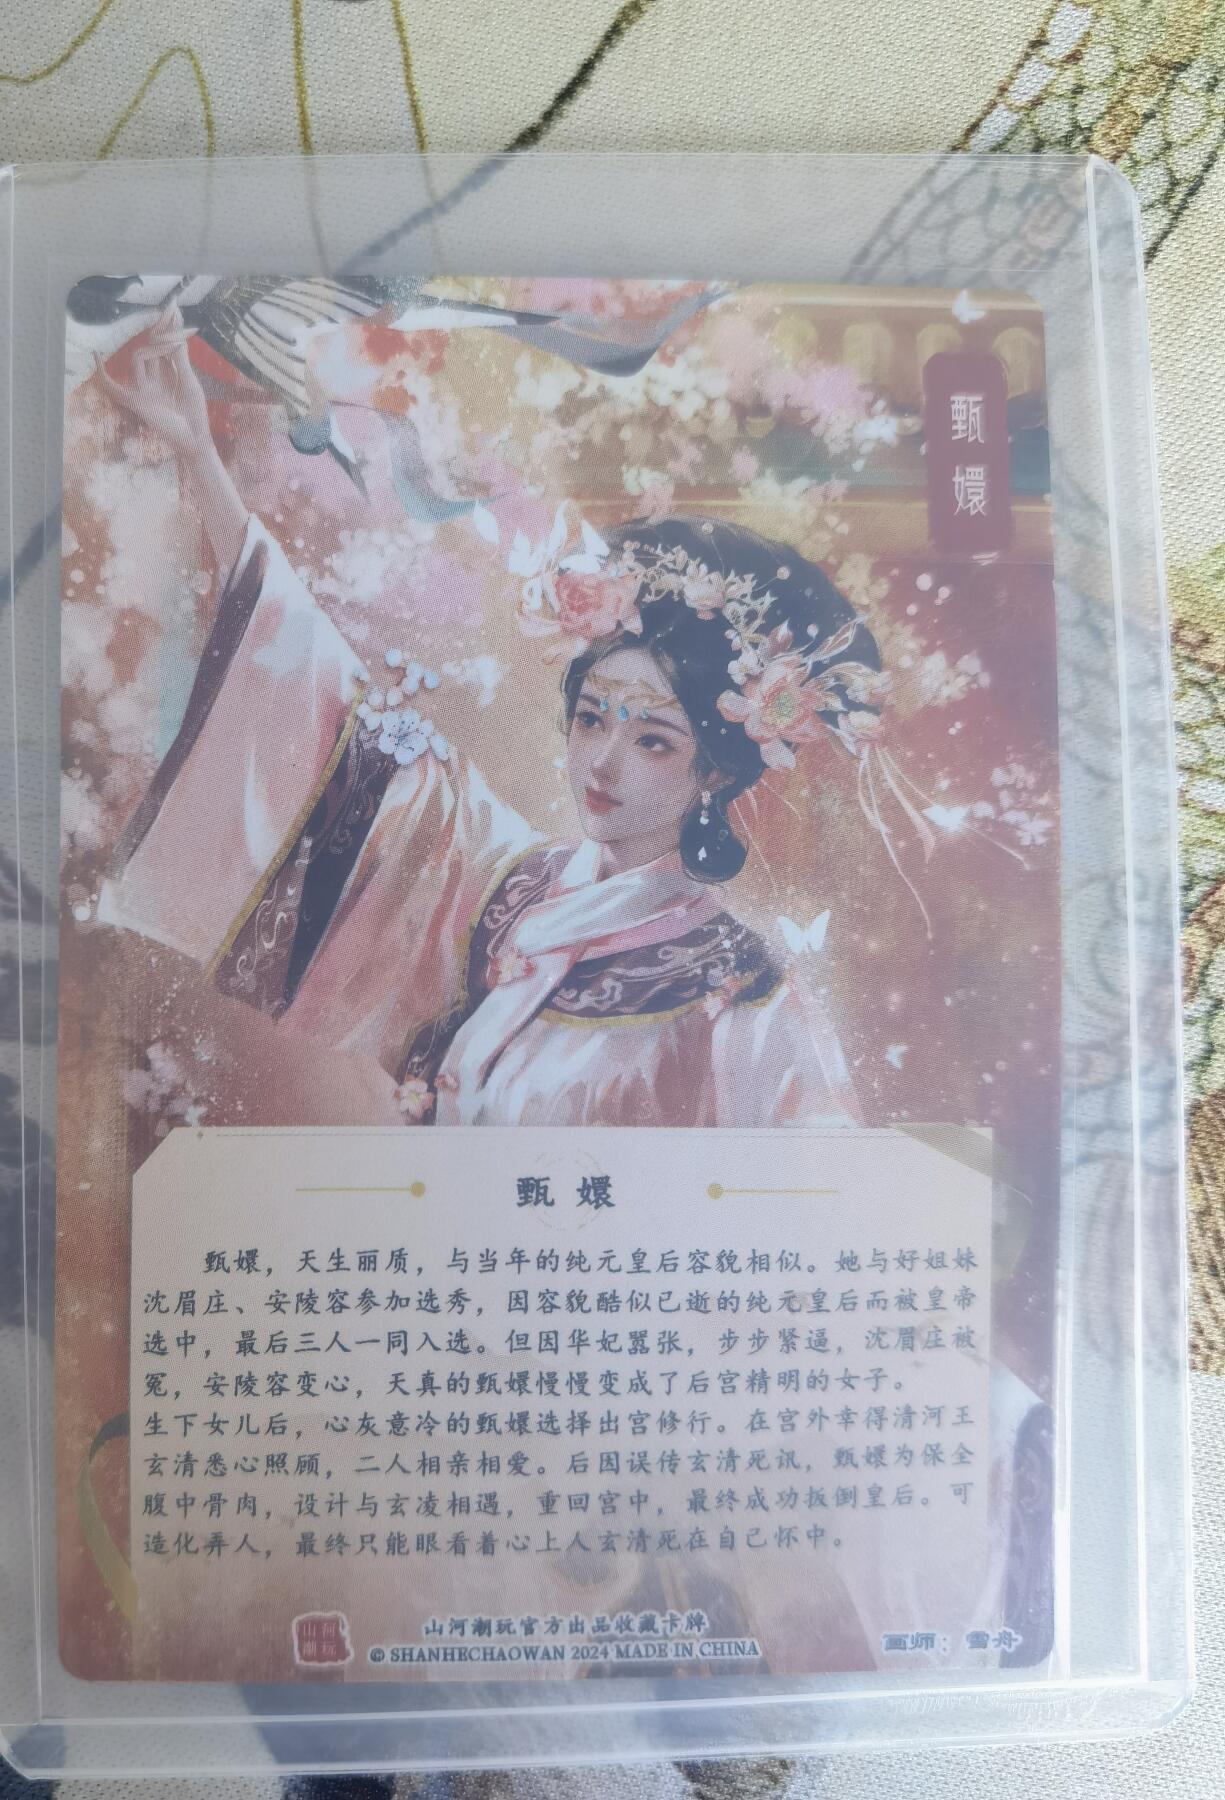 甄嬛
甄嬛
甄嬛，天生丽质，与当年的纯元皇后容貌相似。她与好姐妹
沈眉庄、安陵容参加选秀，因容貌酷似已逝的纯元皇后而被皇帝
选中，最后三人一同入选。但因华妃嚣张，步步紧逼，沈眉庄被
冤，安陵容变心，天真的甄嬛慢慢变成了后宫精明的女子。
生下女儿后，心灰意冷的甄嬛选择出宫修行。在宫外幸得清河王
玄清悉心照顾，二人相亲相爱。后因误传玄清死讯，甄嬛为保全
腹中骨肉，设计与玄凌相遇，重回宫中，最终成功扳倒皇后。可
造化弄人，最终只能眼看着心上人玄清死在自己怀中。
山河
潮玩
山河潮玩官方出品收藏卡牌
© SHANHECHAOWAN 2024 MADE IN CHINA
画师：雪舟